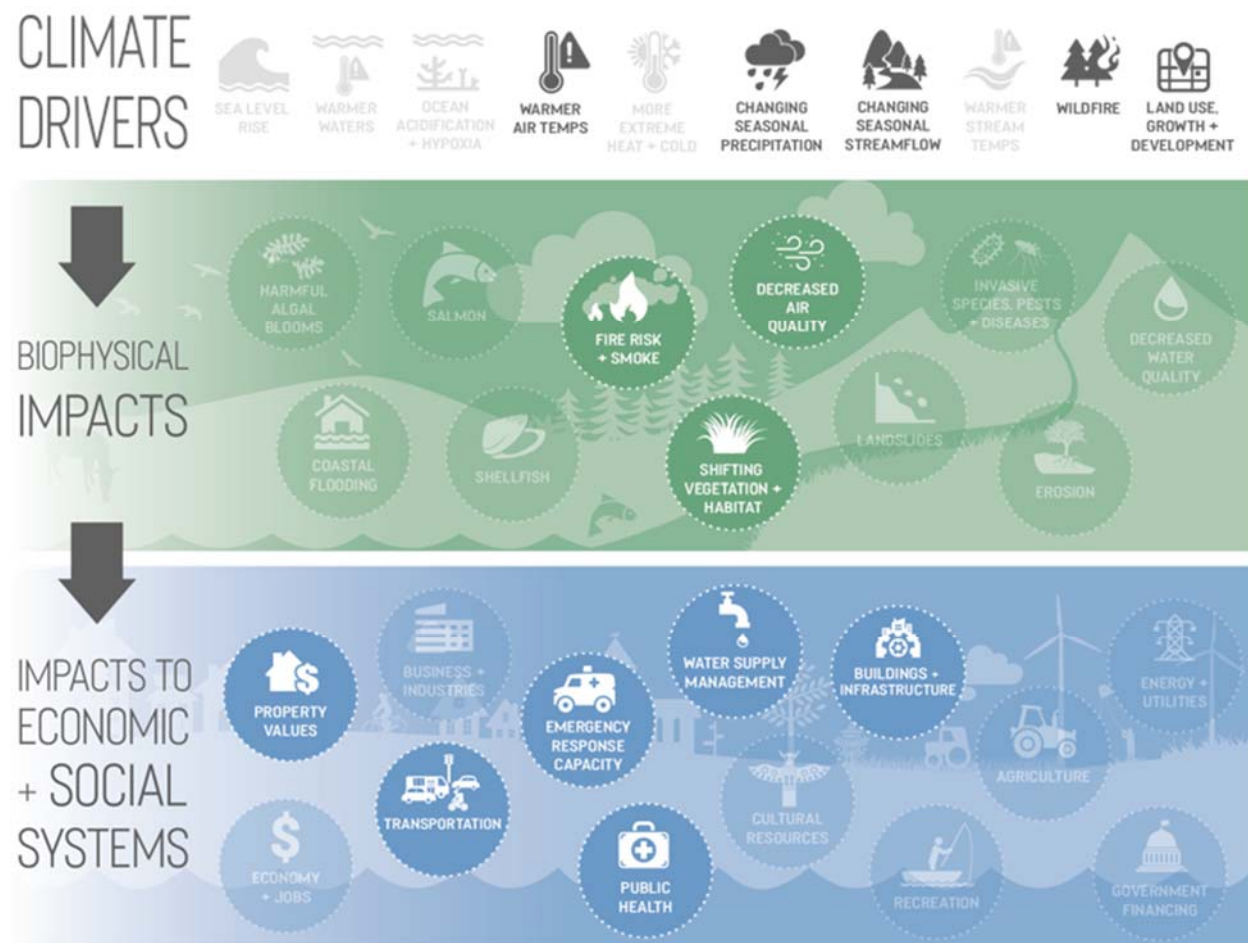 CLIMATE
DRIVERS
SEA LEVEL
RISE
WARMER
WATERS
OCEAN
ACIDIFICATION
+ HYPOXIA
WARMER
AIR TEMPS
MORE
EXTREME
HEAT + COLD
CHANGING
SEASONAL
PRECIPITATION
CHANGING
SEASONAL
STREAMFLOW
WARMER
STREAM
TEMPS
WILDFIRE
LAND USE,
GROWTH +
DEVELOPMENT
BIOPHYSICAL
IMPACTS
HARMFUL
ALGAL
BLOOMS
SALMON
FIRE RISK
+ SMOKE
DECREASED
AIR
QUALITY
INVASIVE
SPECIES, PESTS
+ DISEASES
DECREASED
WATER
QUALITY
COASTAL
FLOODING
SHELLFISH
SHIFTING
VEGETATION +
HABITAT
LANDSLIDES
EROSION
IMPACTS TO
ECONOMIC
+ SOCIAL
SYSTEMS
PROPERTY
VALUES
BUSINESS +
INDUSTRIES
EMERGENCY
RESPONSE
CAPACITY
WATER SUPPLY
MANAGEMENT
BUILDINGS +
INFRASTRUCTURE
ENERGY +
UTILITIES
TRANSPORTATION
AGRICULTURE
ECONOMY
+ JOBS
PUBLIC
HEALTH
CULTURAL
RESOURCES
RECREATION
GOVERNMENT
FINANCING